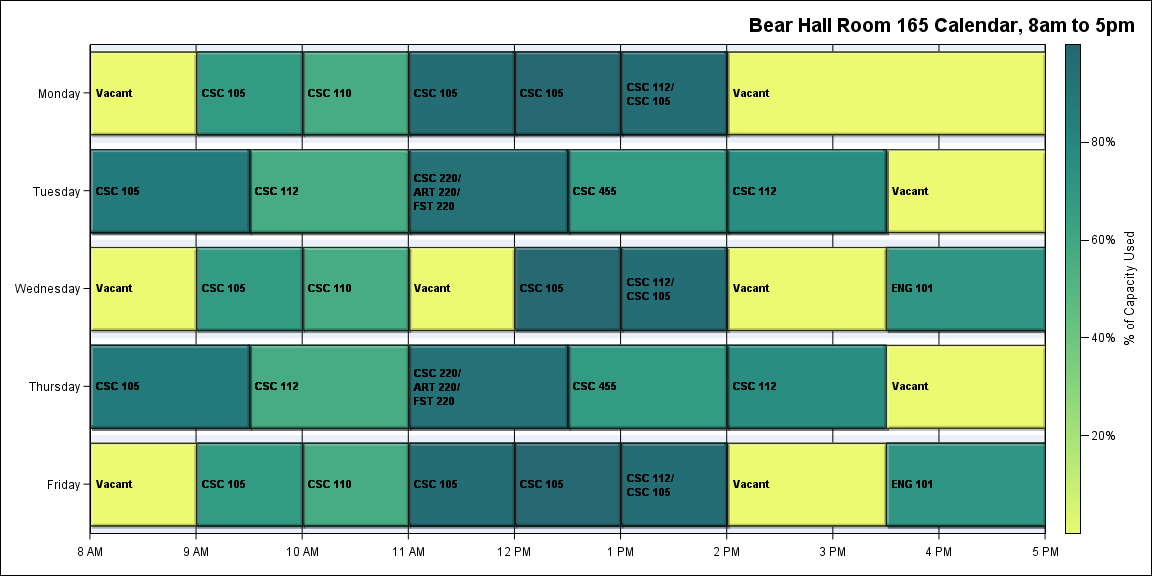 Bear Hall Room 165 Calendar, 8am to 5pm
Monday
Vacant
CSC 105
CSC 110
CSC 105
CSC 105
CSC 112/
CSC 105
Vacant
Tuesday
CSC 105
CSC 112
CSC 220/
ART 220/
FST 220
CSC 455
CSC 112
Vacant
Wednesday
Vacant
CSC 105
CSC 110
Vacant
CSC 105
CSC 112/
CSC 105
Vacant
ENG 101
Thursday
CSC 105
CSC 112
CSC 220/
ART 220/
FST 220
CSC 455
CSC 112
Vacant
Friday
Vacant
CSC 105
CSC 110
CSC 105
CSC 105
CSC 112/
CSC 105
Vacant
ENG 101
8 AM
9 AM
10 AM
11 AM
12 PM
1 PM
2 PM
3 PM
4 PM
5 PM
80%
60%
40%
20%
% of Capacity Used